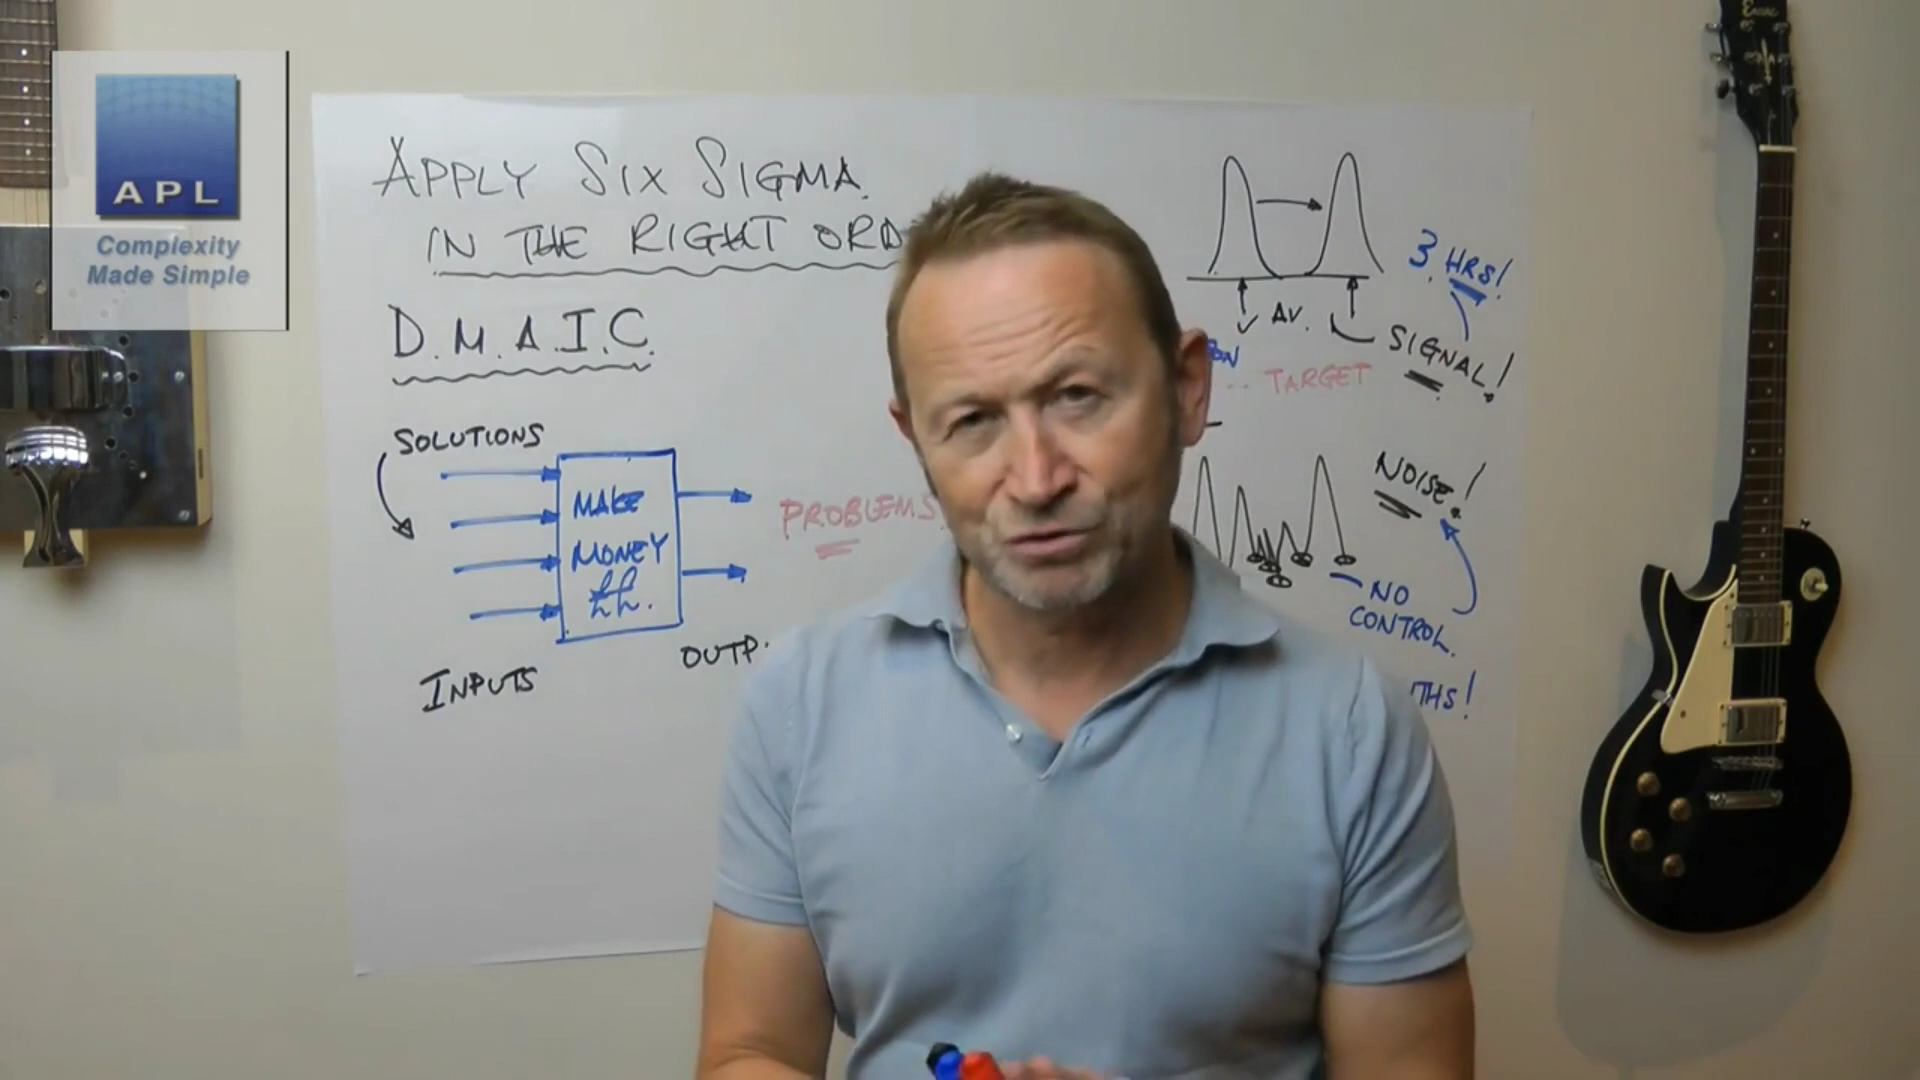 APL
Complexity
Made Simple
APPLY SIX SIGMA
IN THE RIGHT ORD
D.M.A.I.C.
SOLUTIONS
MAKE
MONEY
££.
PROBLEMS
INPUTS
OUTP
3 HRS!
AV.
SIGNAL!
TARGET
NOISE!
NO
CONTROL.
THS!
Epiphone